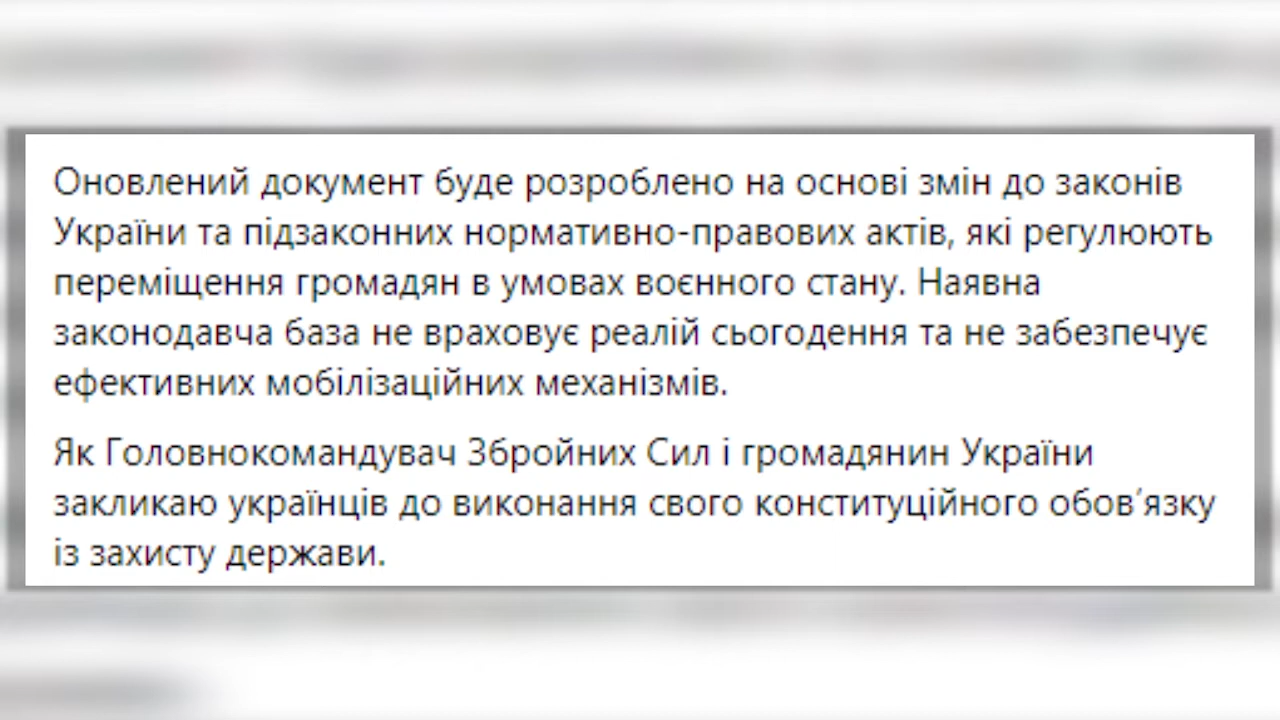 Оновлений документ буде розроблено на основі змін до законів
України та підзаконних нормативно-правових актів, які регулюють
переміщення громадян в умовах воєнного стану. Наявна
законодавча база не враховує реалій сьогодення та не забезпечує
ефективних мобілізаційних механізмів.
Як Головнокомандувач Збройних Сил і громадянин України
закликаю українців до виконання свого конституційного обов′язку
із захисту держави.